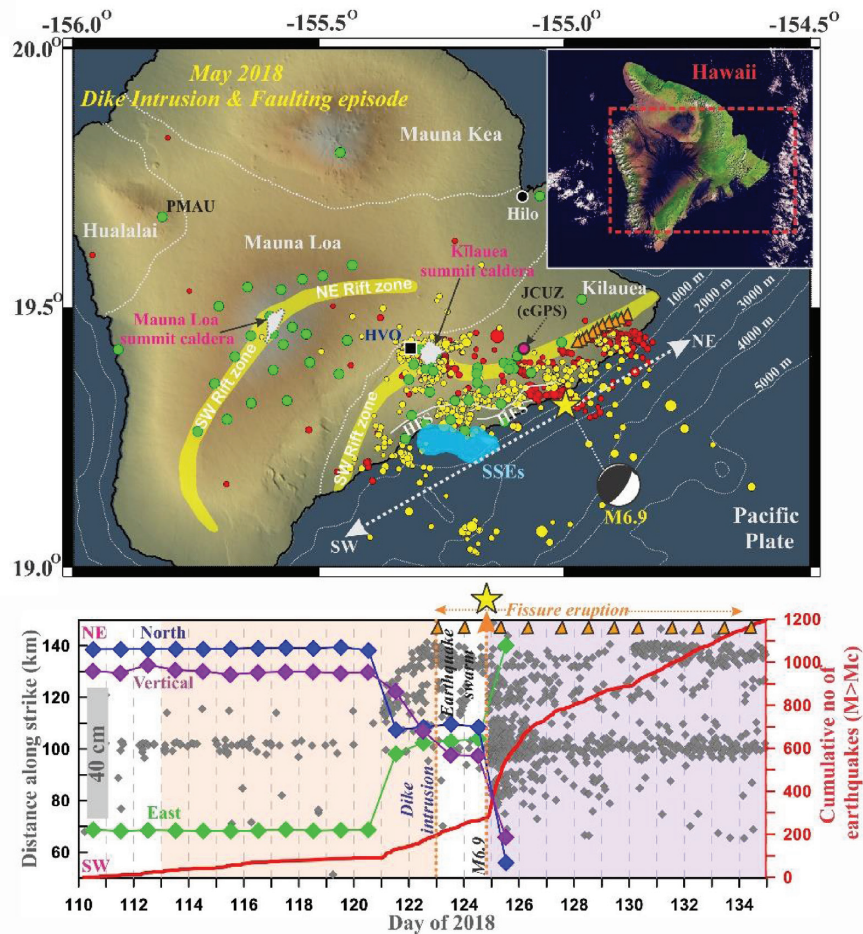 -156.0° -155.5° -155.0° -154.5°
20.0°
May 2018
Dike Intrusion & Faulting episode
Hawaii
Mauna Kea
PMAU
Hilo
Hualalai
Mauna Loa
Kīlauea
summit caldera
Kilauea
NE Rift zone
1000 m
2000 m
3000 m
4000 m
5000 m
19.5°
Mauna Loa
summit caldera
HVO
JCUZ
(cGPS)
NE
SW Rift zone
SW Rift zone
HFS
HFS
SSEs
M6.9
SW
Pacific
Plate
19.0°
Fissure eruption
NE
North
Vertical
East
SW
40 cm
Earthquake
swarm
Dike
intrusion
M6.9
Distance along strike (km)
140
120
100
80
60
Cumulative no of
earthquakes (M>Mc)
1200
1000
800
600
400
200
0
110 112 114 116 118 120 122 124 126 128 130 132 134
Day of 2018